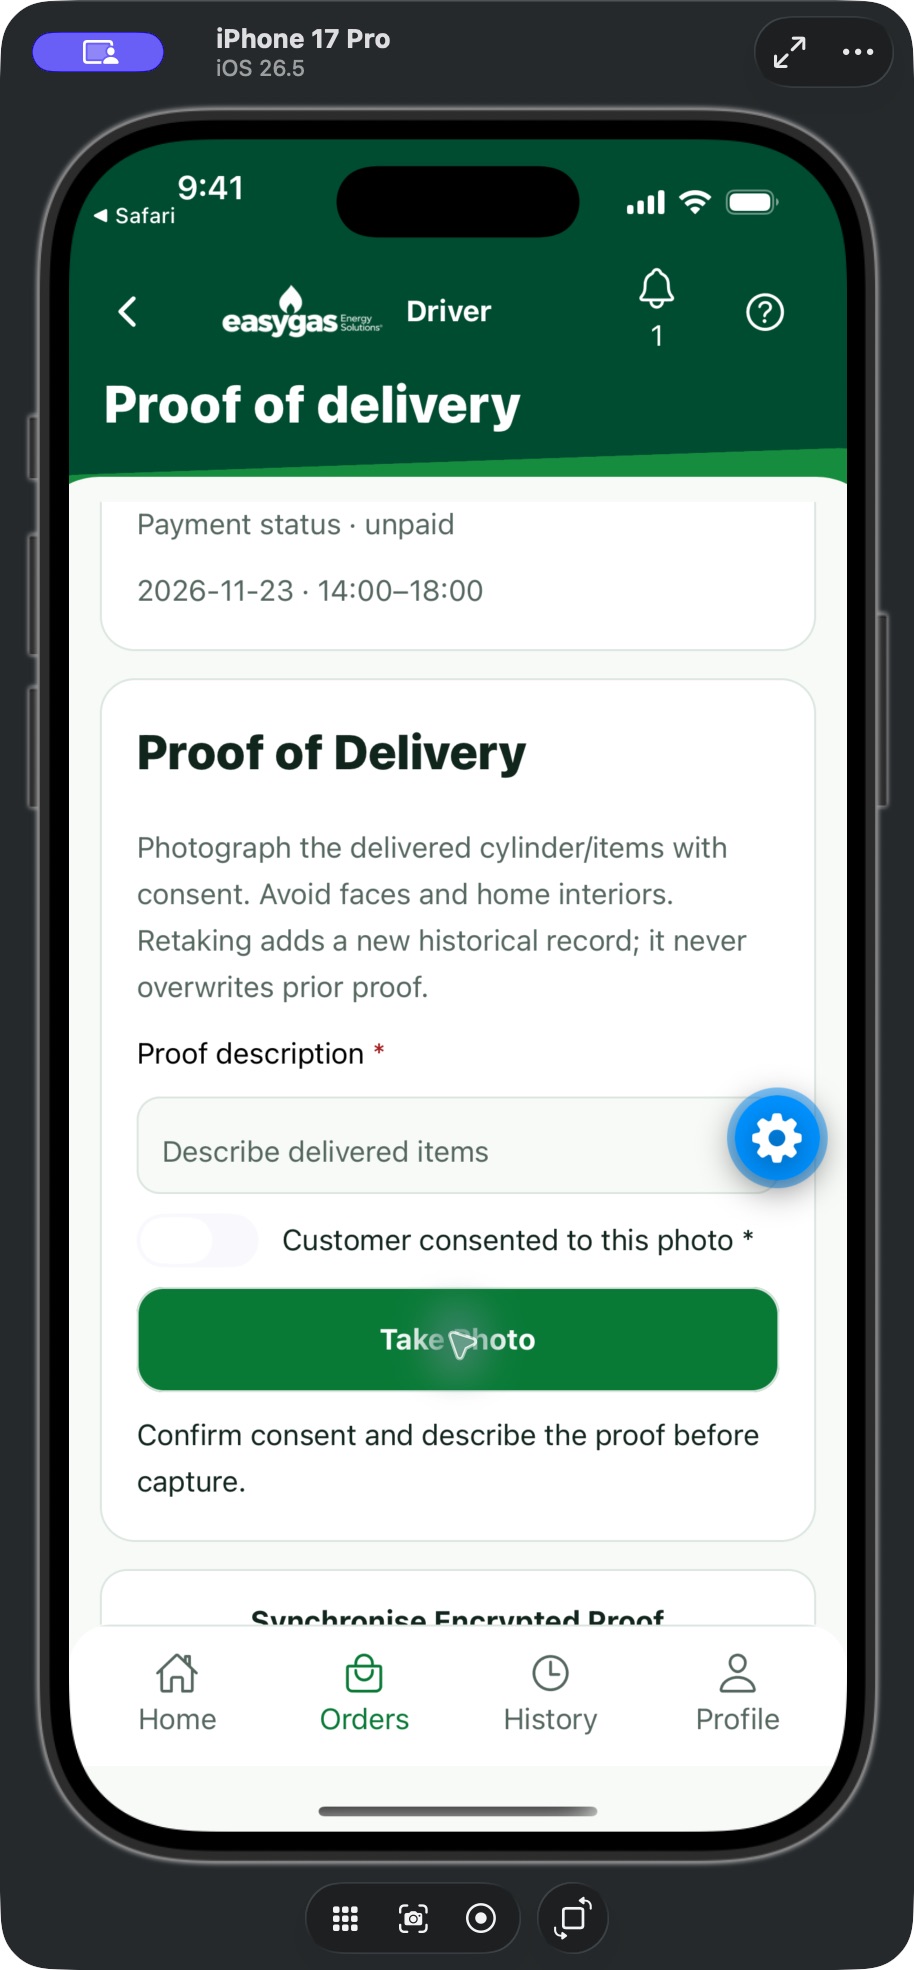 iPhone 17 Pro
iOS 26.5
9:41
Safari
easygas Energy Solutions
Driver
1
Proof of delivery
Payment status · unpaid
2026-11-23 · 14:00–18:00
Proof of Delivery
Photograph the delivered cylinder/items with
consent. Avoid faces and home interiors.
Retaking adds a new historical record; it never
overwrites prior proof.
Proof description *
Describe delivered items
Customer consented to this photo *
Take Photo
Confirm consent and describe the proof before
capture.
Synchronise Encrypted Proof
Home
Orders
History
Profile